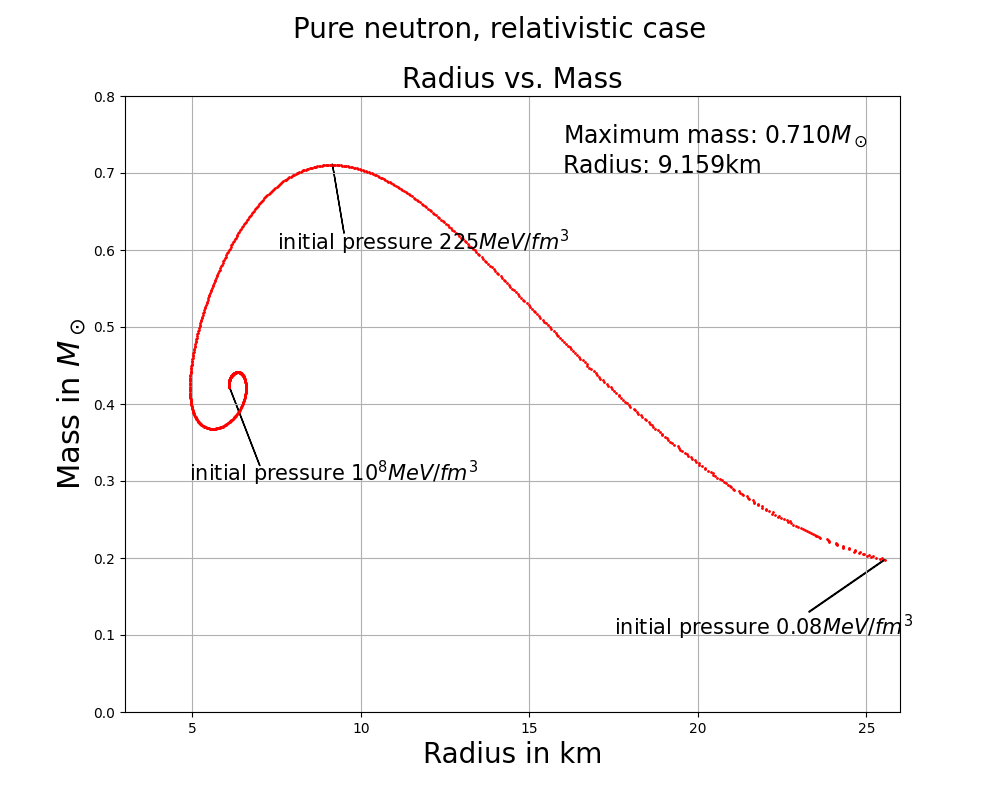 Pure neutron, relativistic case
Radius vs. Mass
Maximum mass: 0.710M⊙
Radius: 9.159km
initial pressure 225MeV/fm³
initial pressure 10⁸MeV/fm³
initial pressure 0.08MeV/fm³
Mass in M⊙
0.8
0.7
0.6
0.5
0.4
0.3
0.2
0.1
0.0
5 10 15 20 25
Radius in km